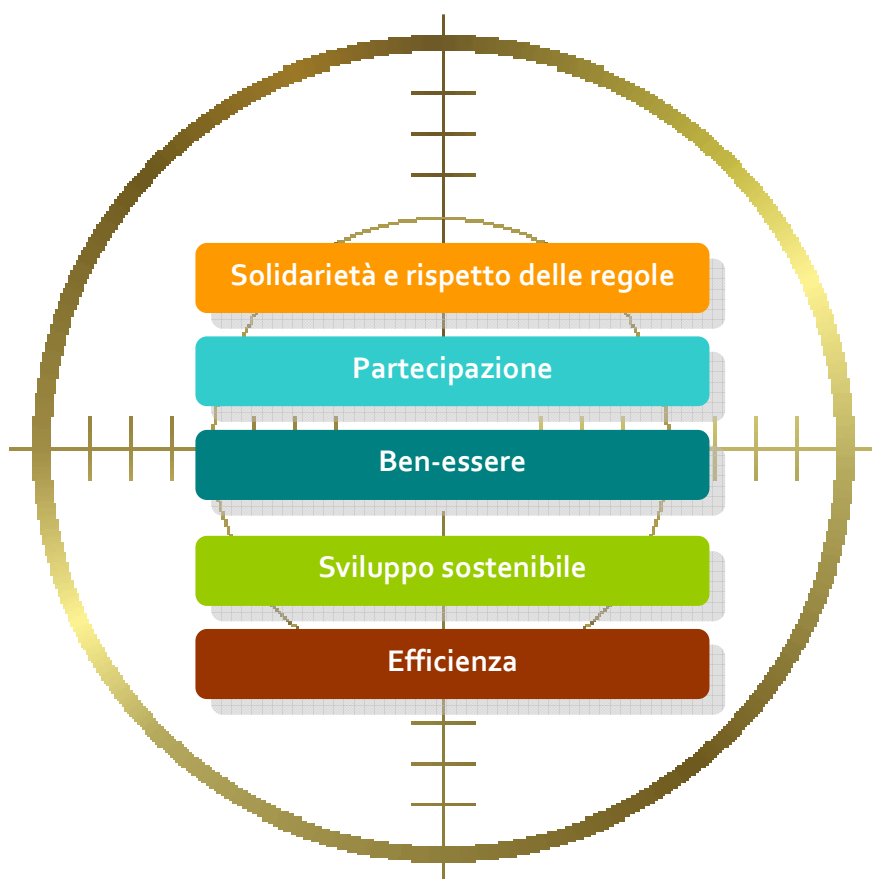 Solidarietà e rispetto delle regole
Partecipazione
Ben-essere
Sviluppo sostenibile
Efficienza